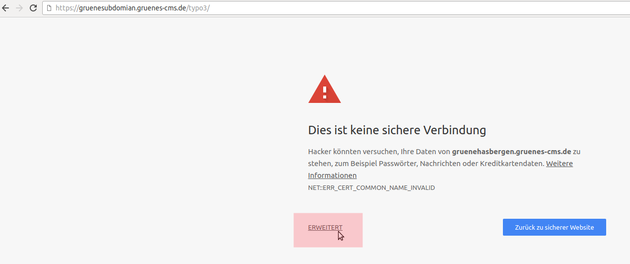 https://gruenesubdomian.gruenes-cms.de/typo3/
Dies ist keine sichere Verbindung
Hacker könnten versuchen, Ihre Daten von gruenehasbergen.gruenes-cms.de zu
stehen, zum Beispiel Passwörter, Nachrichten oder Kreditkartendaten. Weitere
Informationen
NET::ERR_CERT_COMMON_NAME_INVALID
ERWEITERT
Zurück zu sicherer Website